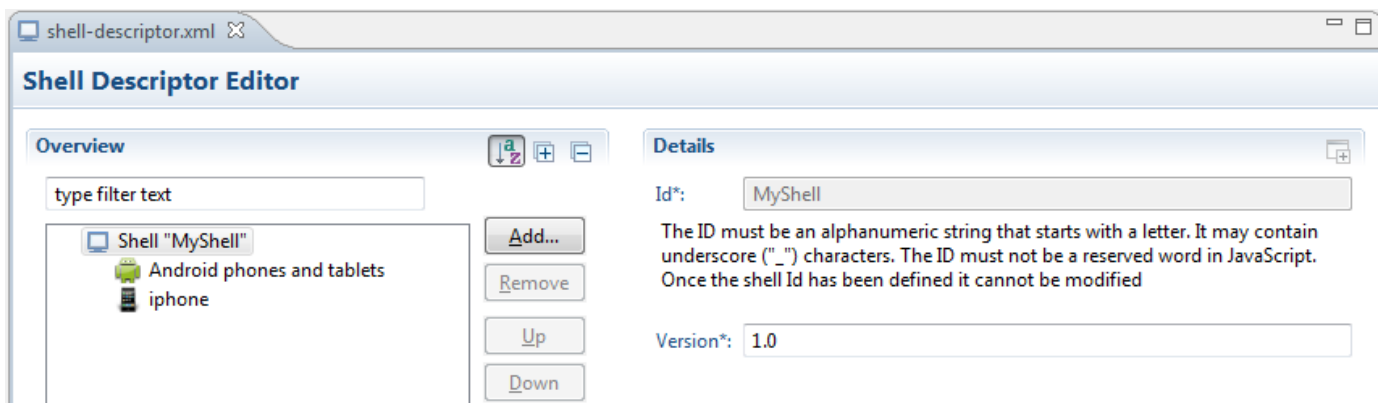 shell-descriptor.xml
Shell Descriptor Editor
Overview
a
z
type filter text
Shell "MyShell"
Android phones and tablets
iphone
Add...
Remove
Up
Down
Details
Id*:
MyShell
The ID must be an alphanumeric string that starts with a letter. It may contain
underscore ("_") characters. The ID must not be a reserved word in JavaScript.
Once the shell Id has been defined it cannot be modified
Version*:
1.0